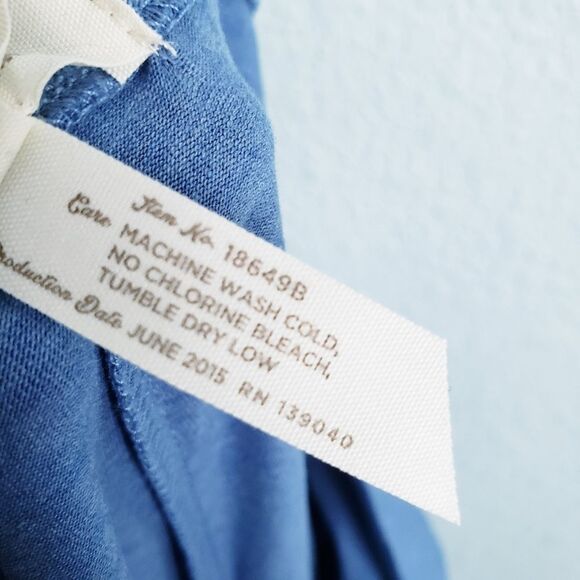 Item No. 18649B
Care MACHINE WASH COLD,
NO CHLORINE BLEACH,
TUMBLE DRY LOW
Production Date JUNE 2015 RN 139040